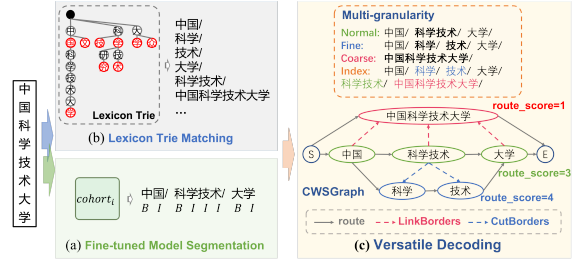 中国科学技术大学
Lexicon Trie
中国/
科学/
技术/
大学/
科学技术/
中国科学技术大学
...
(b) Lexicon Trie Matching
cohort_i
中国/ 科学技术/ 大学
B I B I I I B I
(a) Fine-tuned Model Segmentation
Multi-granularity
Normal: 中国/ 科学技术/ 大学/
Fine: 中国/ 科学/ 技术/ 大学/
Coarse: 中国科学技术大学/
Index: 中国/ 科学/ 技术/ 大学/
科学技术/ 中国科学技术大学/
route_score=1
中国科学技术大学
S
中国
科学技术
大学
E
route_score=3
CWSGraph
科学
技术
route_score=4
route
LinkBorders
CutBorders
(c) Versatile Decoding